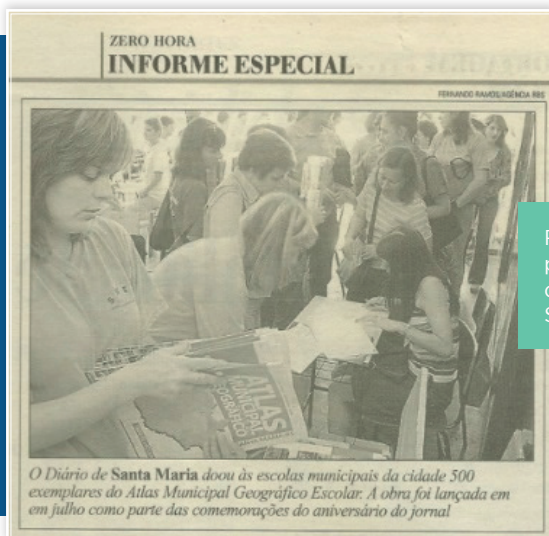 ZERO HORA
INFORME ESPECIAL
FERNANDO RAMOS/AGÊNCIA RBS
ATLAS
MUNICIPAL
GEOGRÁFICO
O Diário de Santa Maria doou às escolas municipais da cidade 500
exemplares do Atlas Municipal Geográfico Escolar. A obra foi lançada em
em julho como parte das comemorações do aniversário do jornal